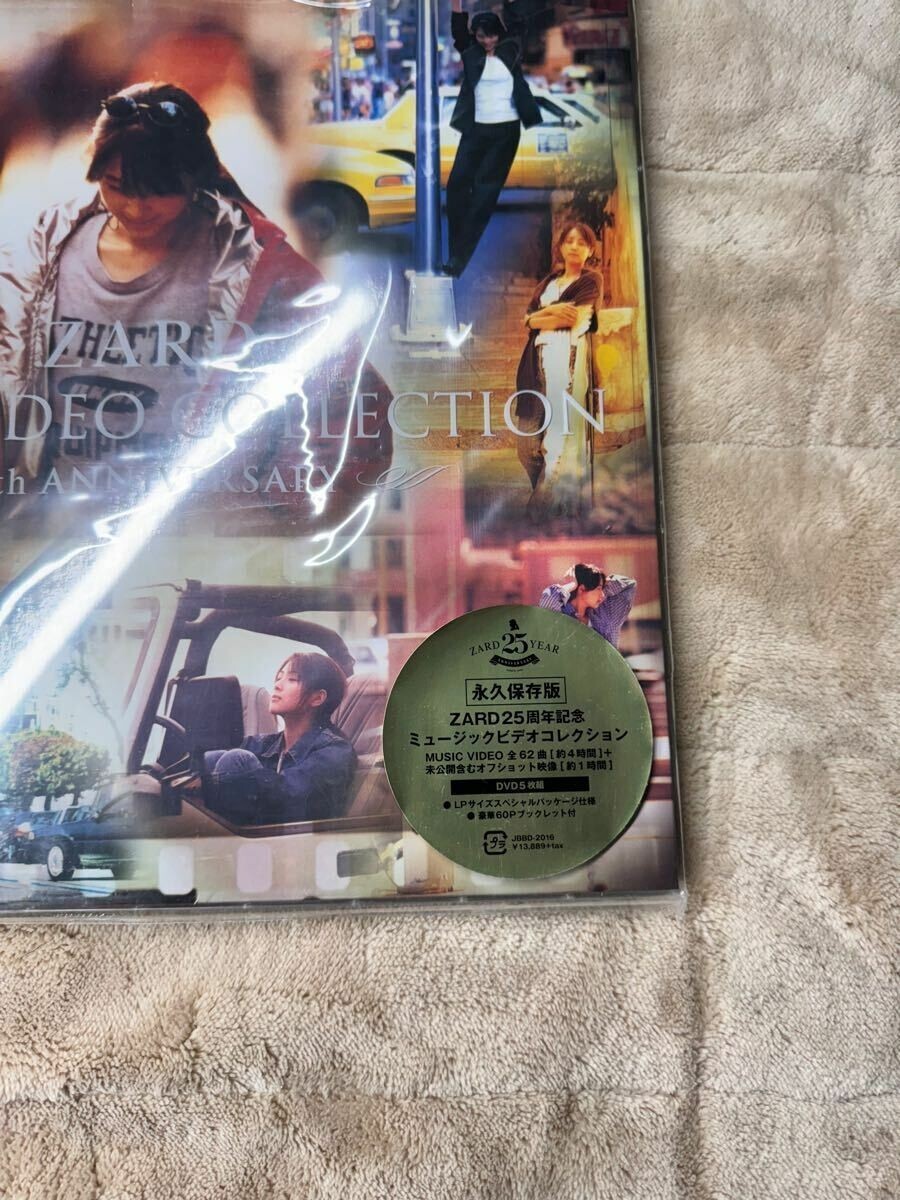 ZARD
DEO COLLECTION
th ANNIVERSARY
ZARD 25 YEAR
ANNIVERSARY
永久保存版
ZARD25周年記念
ミュージックビデオコレクション
MUSIC VIDEO 全62曲[約4時間]+
未公開含むオフショット映像[約1時間]
DVD5枚組
● LPサイズスペシャルパッケージ仕様
● 豪華60Pブックレット付
プラ
JBBD-2016
¥13,889+tax